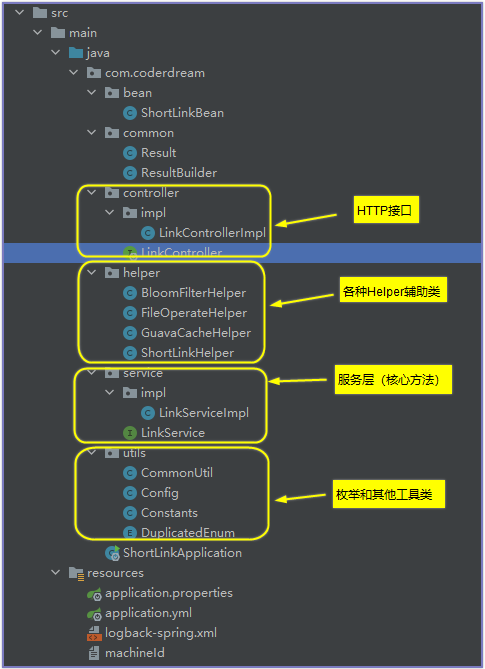 src
main
java
com.coderdream
bean
ShortLinkBean
common
Result
ResultBuilder
controller
impl
LinkControllerImpl
LinkController
HTTP接口
helper
BloomFilterHelper
FileOperateHelper
GuavaCacheHelper
ShortLinkHelper
各种Helper辅助类
service
impl
LinkServiceImpl
LinkService
服务层（核心方法）
utils
CommonUtil
Config
Constants
DuplicatedEnum
枚举和其他工具类
ShortLinkApplication
resources
application.properties
application.yml
logback-spring.xml
machineId